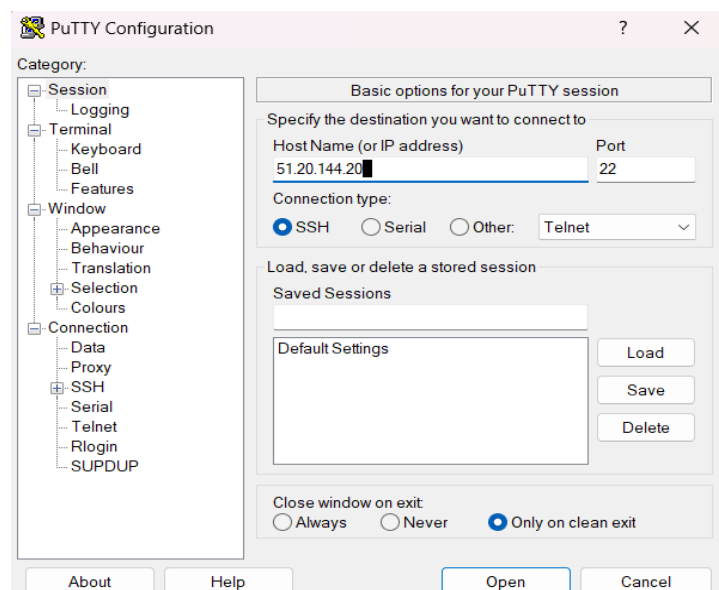 PuTTY Configuration
?
Category:
Session
Logging
Terminal
Keyboard
Bell
Features
Window
Appearance
Behaviour
Translation
Selection
Colours
Connection
Data
Proxy
SSH
Serial
Telnet
Rlogin
SUPDUP
Basic options for your PuTTY session
Specify the destination you want to connect to
Host Name (or IP address) Port
51.20.144.20 22
Connection type:
SSH Serial Other: Telnet
Load, save or delete a stored session
Saved Sessions
Default Settings
Load
Save
Delete
Close window on exit:
Always Never Only on clean exit
About Help Open Cancel